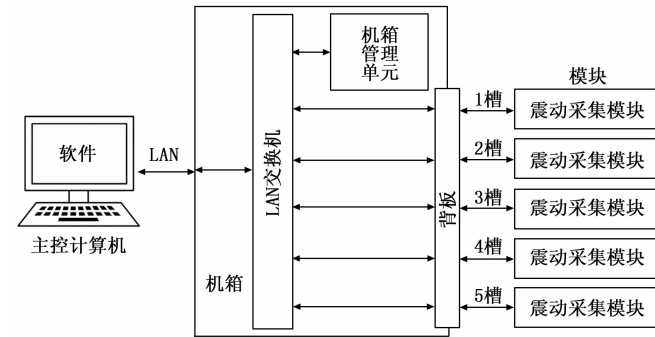 机箱
管理
单元
模块
1槽
震动采集模块
软件
LAN
LAN交换机
2槽
震动采集模块
背板
3槽
震动采集模块
主控计算机
机箱
4槽
震动采集模块
5槽
震动采集模块